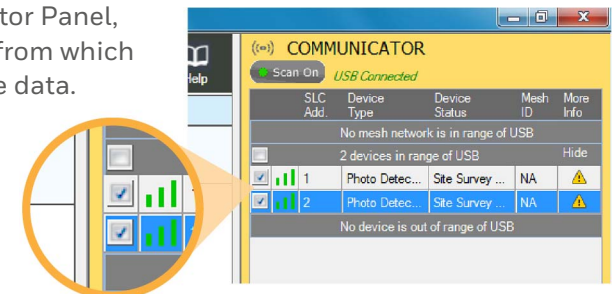 tor Panel,
from which
e data.
Help
((•)) COMMUNICATOR
Scan On USB Connected
SLC Add. Device Type Device Status Mesh ID More Info
No mesh network is in range of USB
2 devices in range of USB Hide
1 Photo Detec... Site Survey ... NA
2 Photo Detec... Site Survey ... NA
No device is out of range of USB